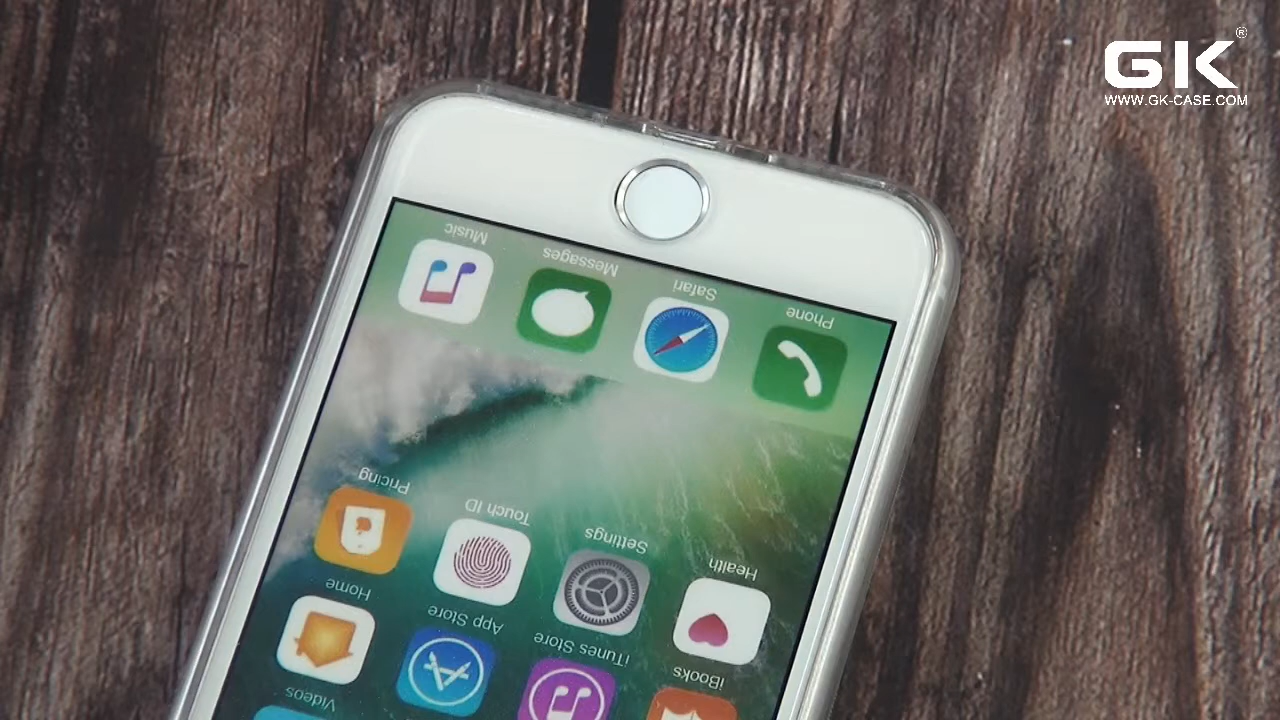 GK®
WWW.GK-CASE.COM
Music
Messages
Safari
Phone
Pricing
Touch ID
Settings
Health
Home
App Store
iTunes Store
iBooks
Videos